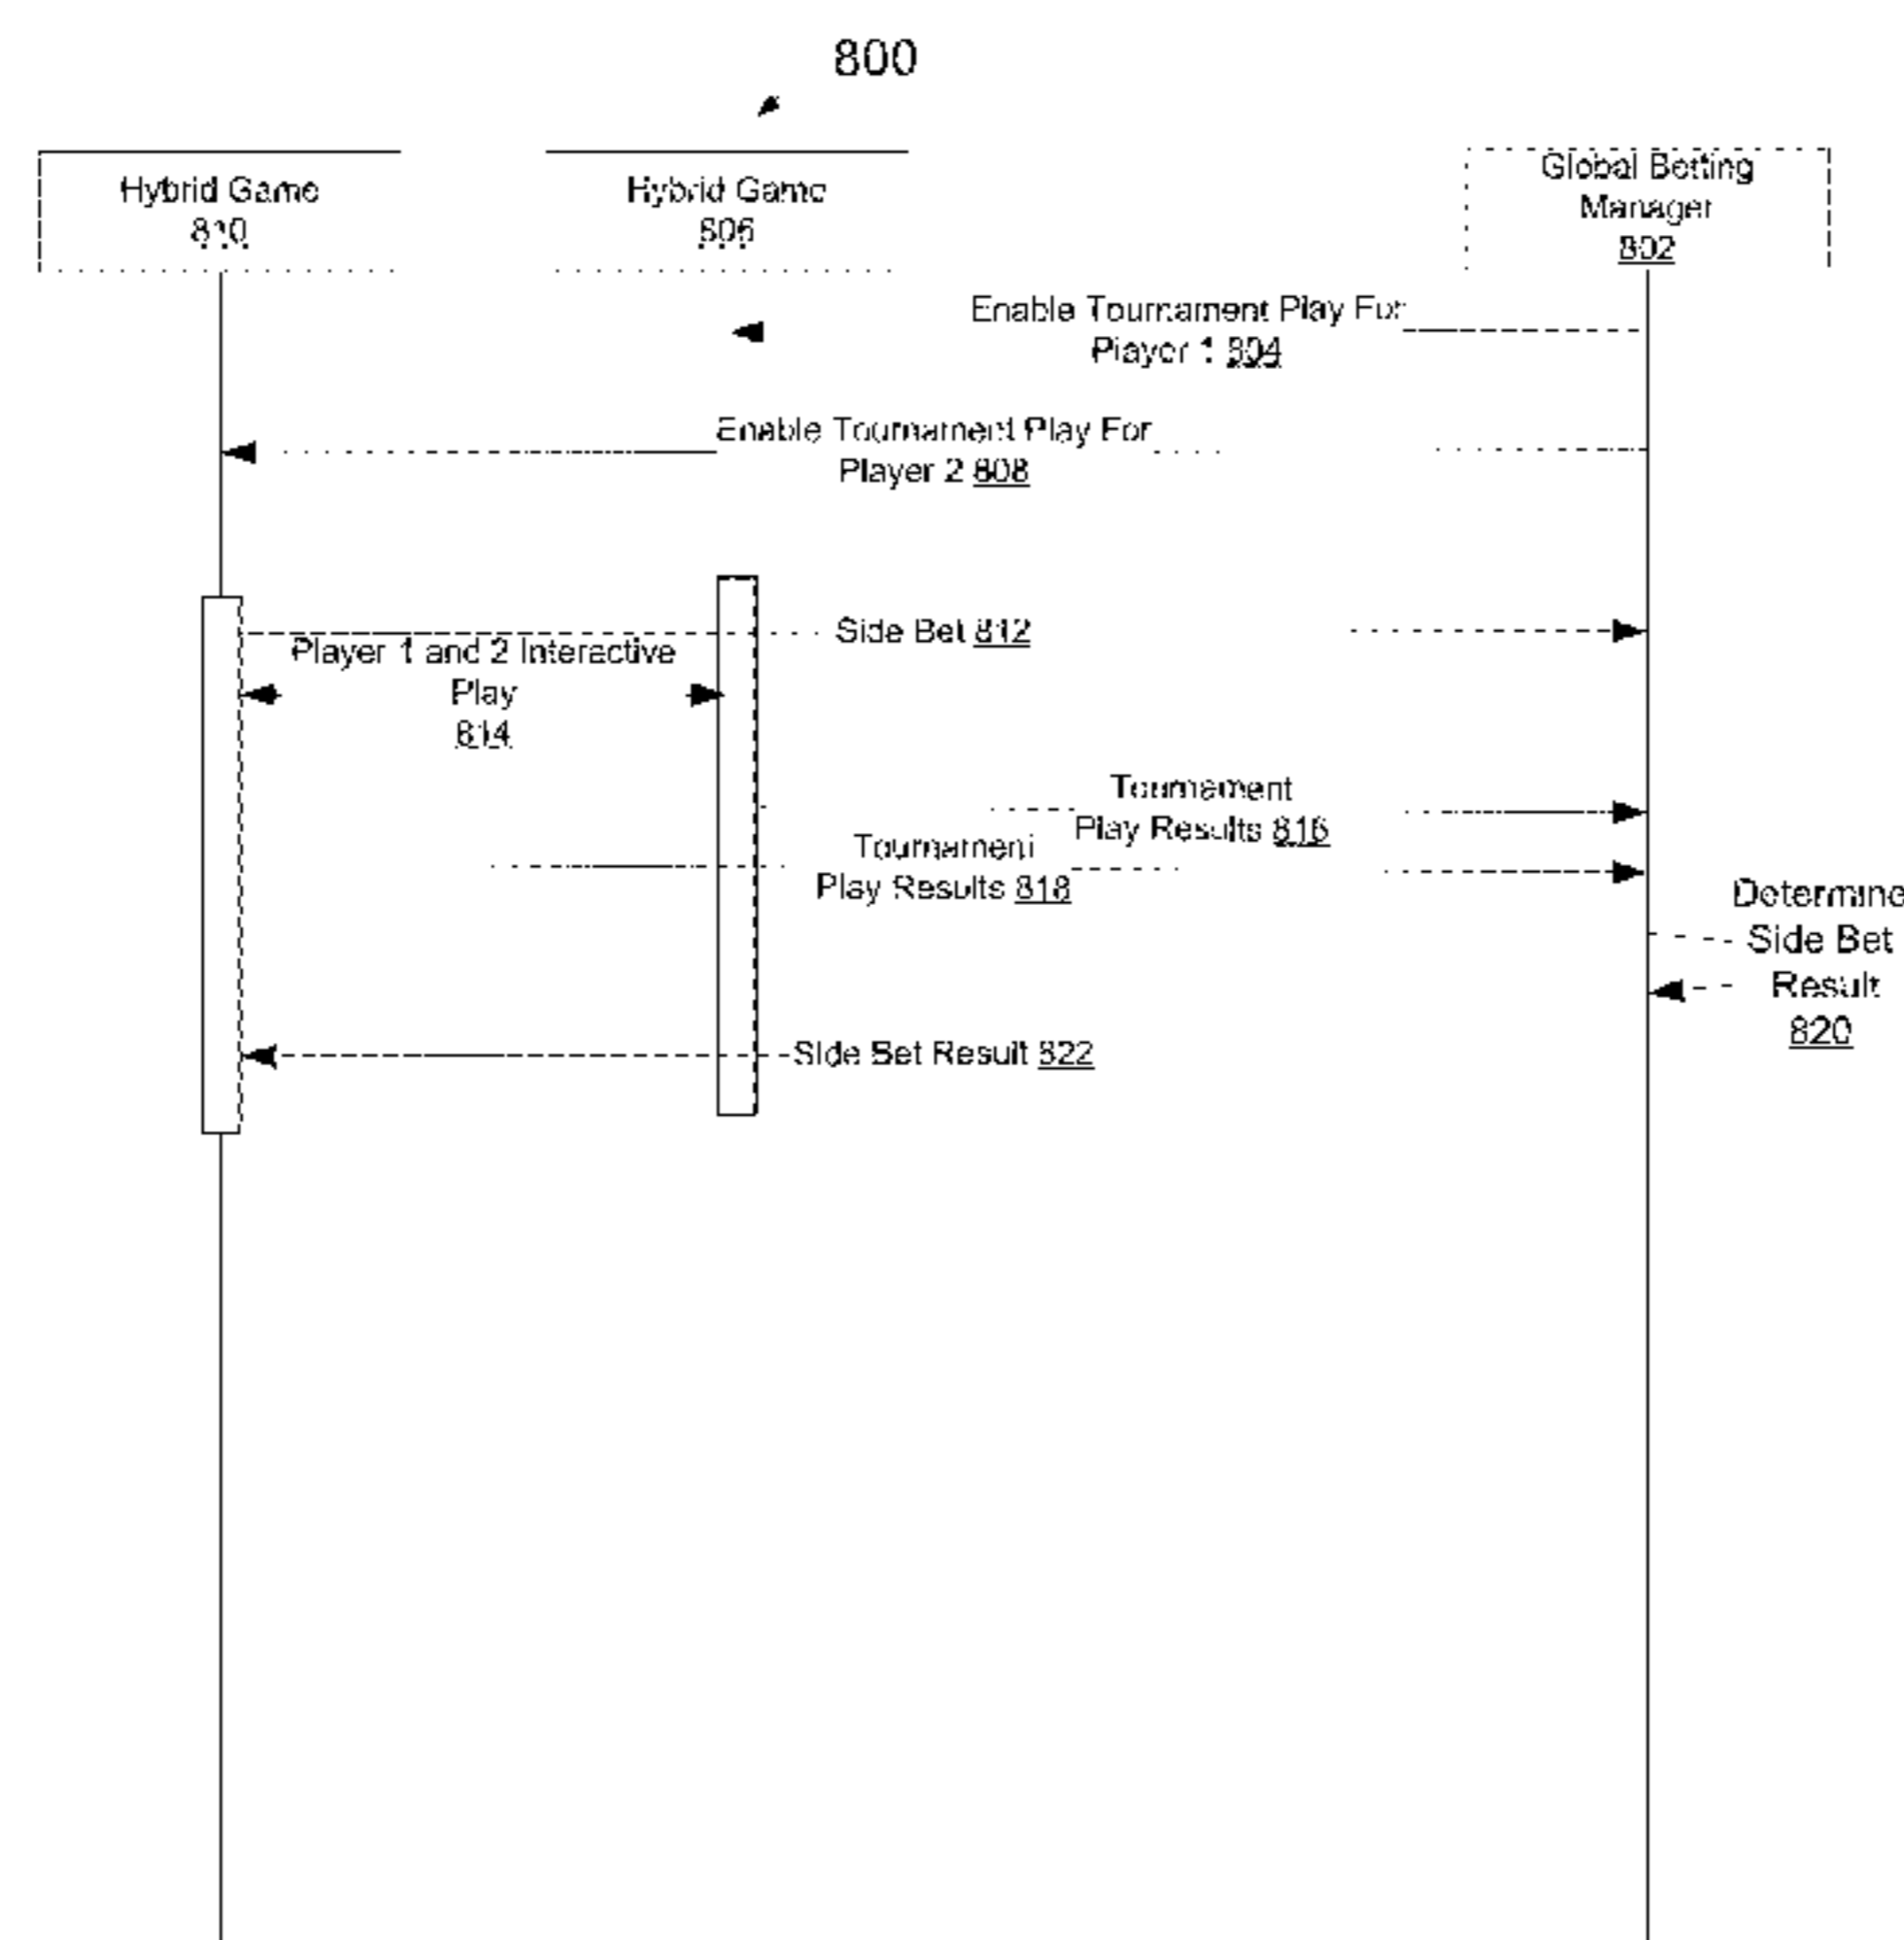 800
Hybrid Game
810
Hybrid Game
806
Global Betting
Manager
802
Enable Tournament Play For
Player 1 804
Enable Tournament Play For
Player 2 808
Side Bet 812
Player 1 and 2 Interactive
Play
814
Tournament
Play Results 816
Tournament
Play Results 818
Determine
Side Bet
Result
820
Side Bet Result 822